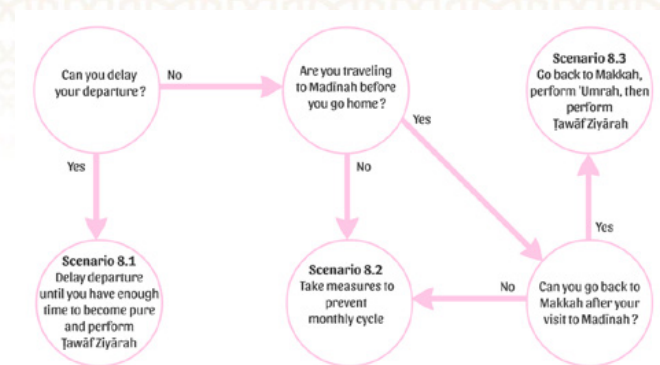 Can you delay
your departure?
No
Are you traveling
to Madīnah before
you go home?
Scenario 8.3
Go back to Makkah,
perform 'Umrah, then
perform
Ṭawāf Ziyārah
Yes
Yes
No
Yes
Scenario 8.1
Delay departure
until you have enough
time to become pure
and perform
Ṭawāf Ziyārah
Scenario 8.2
Take measures to
prevent
monthly cycle
No
Can you go back to
Makkah after your
visit to Madīnah?